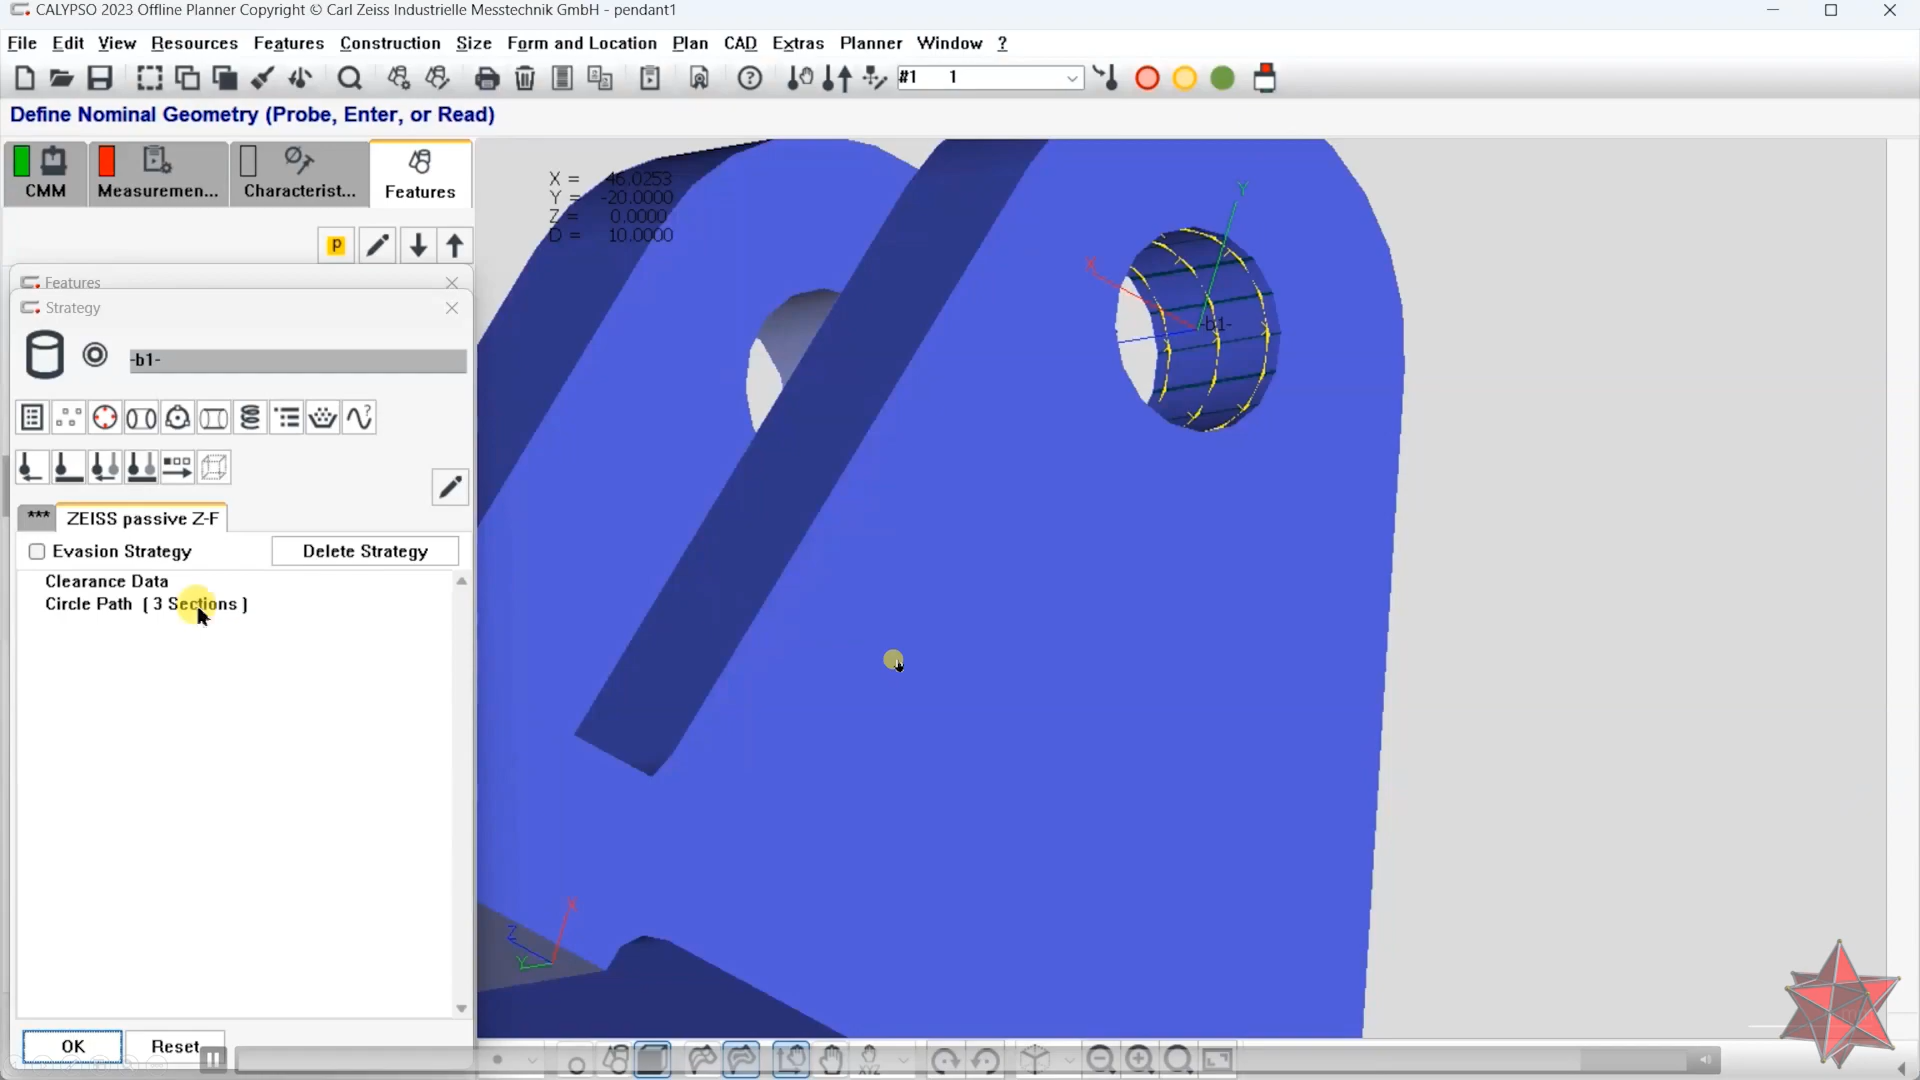 CALYPSO 2023 Offline Planner Copyright © Carl Zeiss Industrielle Messtechnik GmbH - pendant1
File Edit View Resources Features Construction Size Form and Location Plan CAD Extras Planner Window ?
#1 1
Define Nominal Geometry (Probe, Enter, or Read)
CMM Measuremen... Characterist... Features
X = 46.0253
Y = -20.0000
Z = 0.0000
D = 10.0000
P
Features
Strategy
-b1-
*** ZEISS passive Z-F
Evasion Strategy Delete Strategy
Clearance Data
Circle Path ( 3 Sections )
OK Reset
Y
X
-b1-
X
Z
Y
XYZ